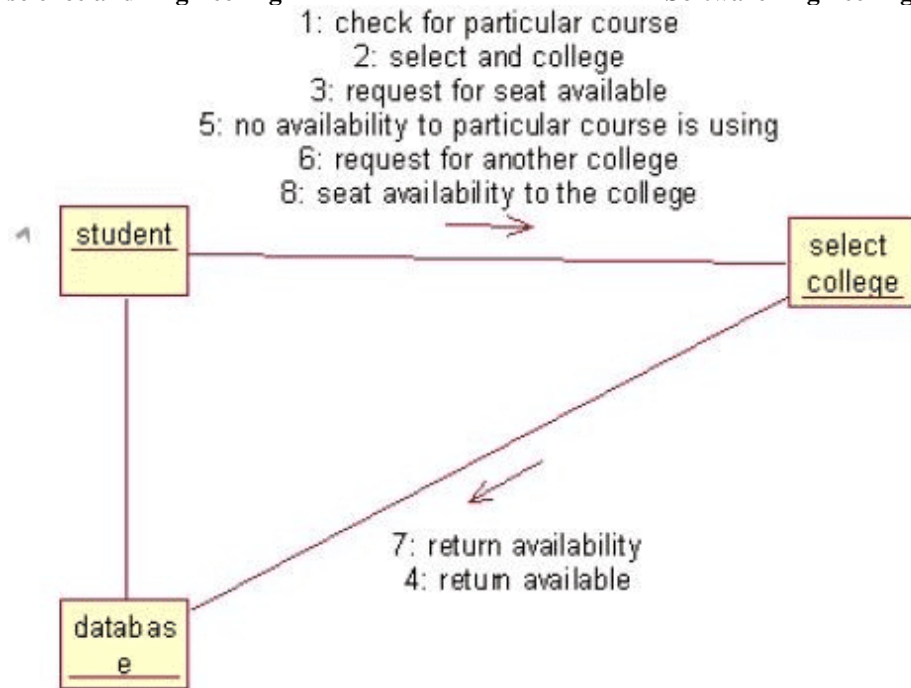 1: check for particular course
2: select and college
3: request for seat available
5: no availability to particular course is using
6: request for another college
8: seat availability to the college
student
select
college
7: return availability
4: return available
databas
e